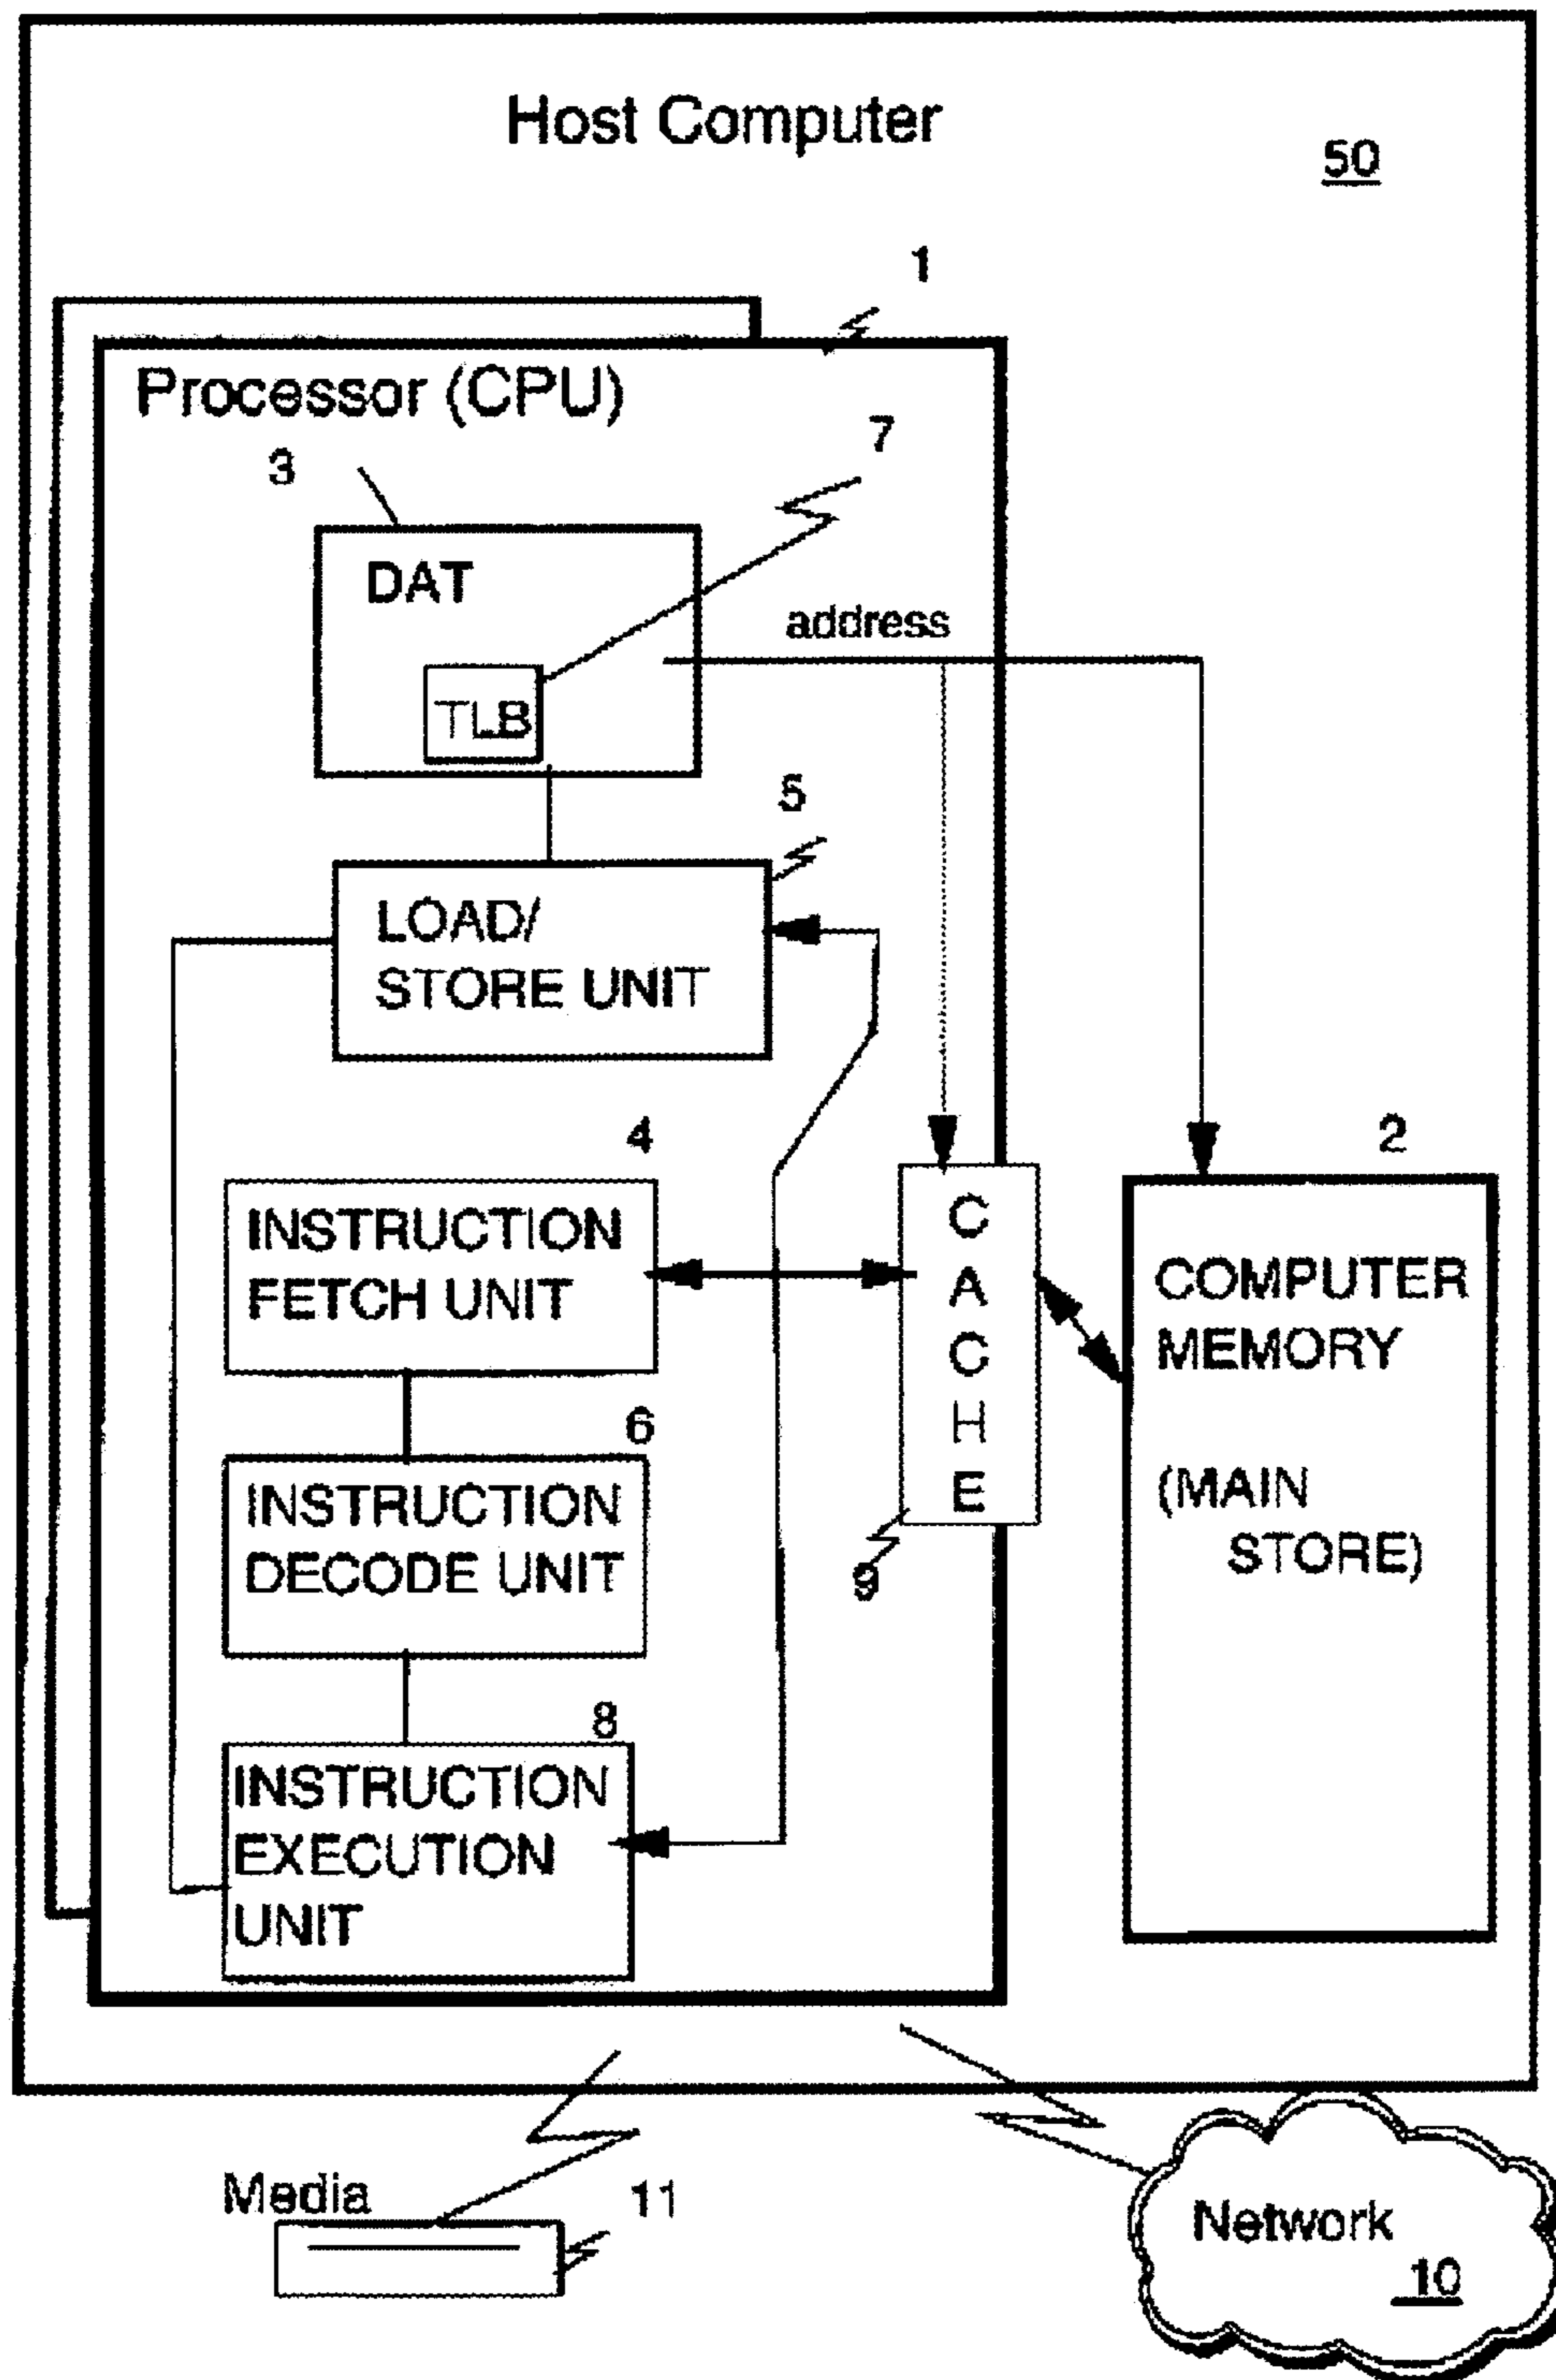 Host Computer
50
1
Processor (CPU)
7
3
DAT
address
TLB
5
LOAD/
STORE UNIT
4
2
INSTRUCTION
FETCH UNIT
C
A
C
H
E
COMPUTER
MEMORY
(MAIN
STORE)
6
INSTRUCTION
DECODE UNIT
9
8
INSTRUCTION
EXECUTION
UNIT
Media
11
Network
10